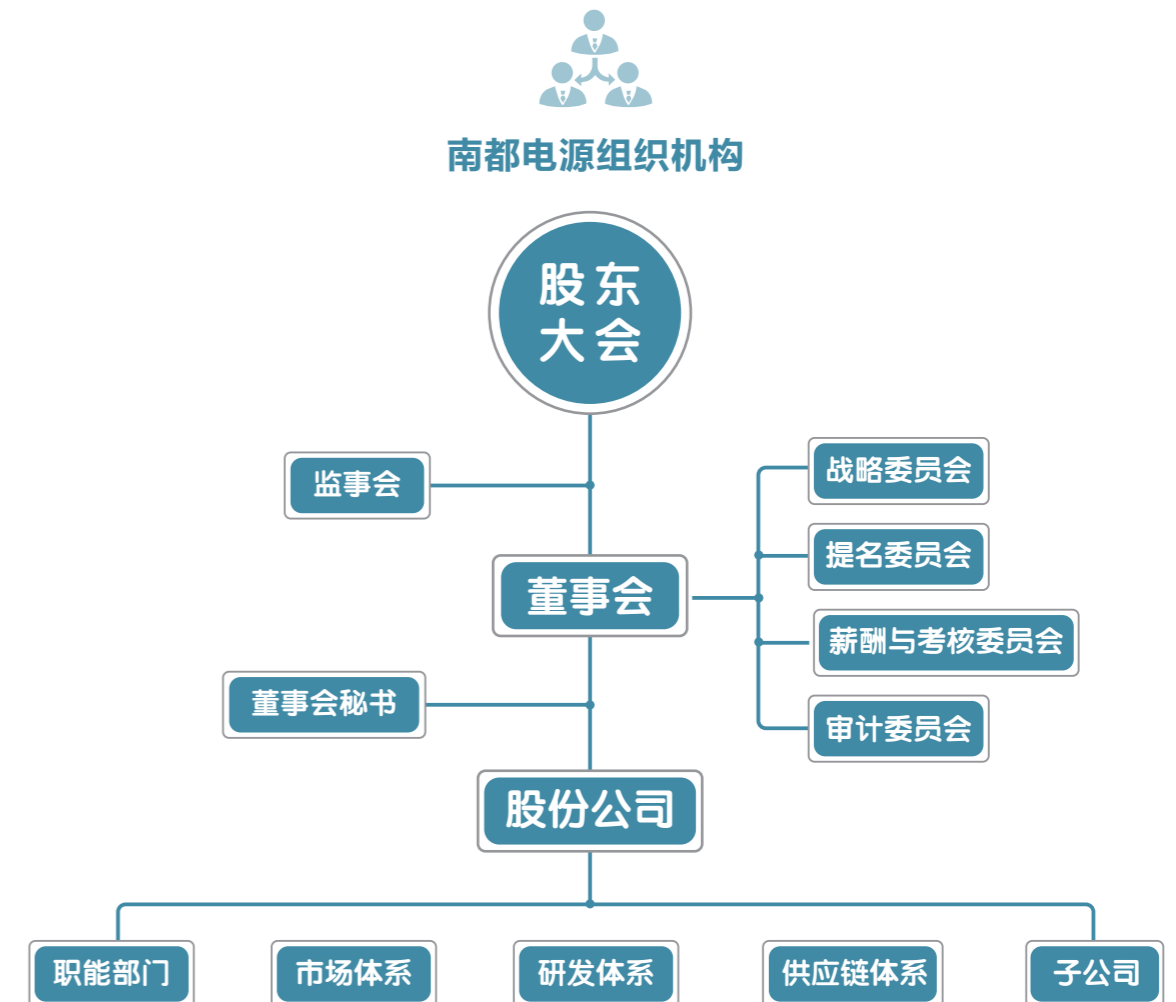 南都电源组织机构
股东
大会
监事会
战略委员会
提名委员会
董事会
薪酬与考核委员会
董事会秘书
审计委员会
股份公司
职能部门
市场体系
研发体系
供应链体系
子公司